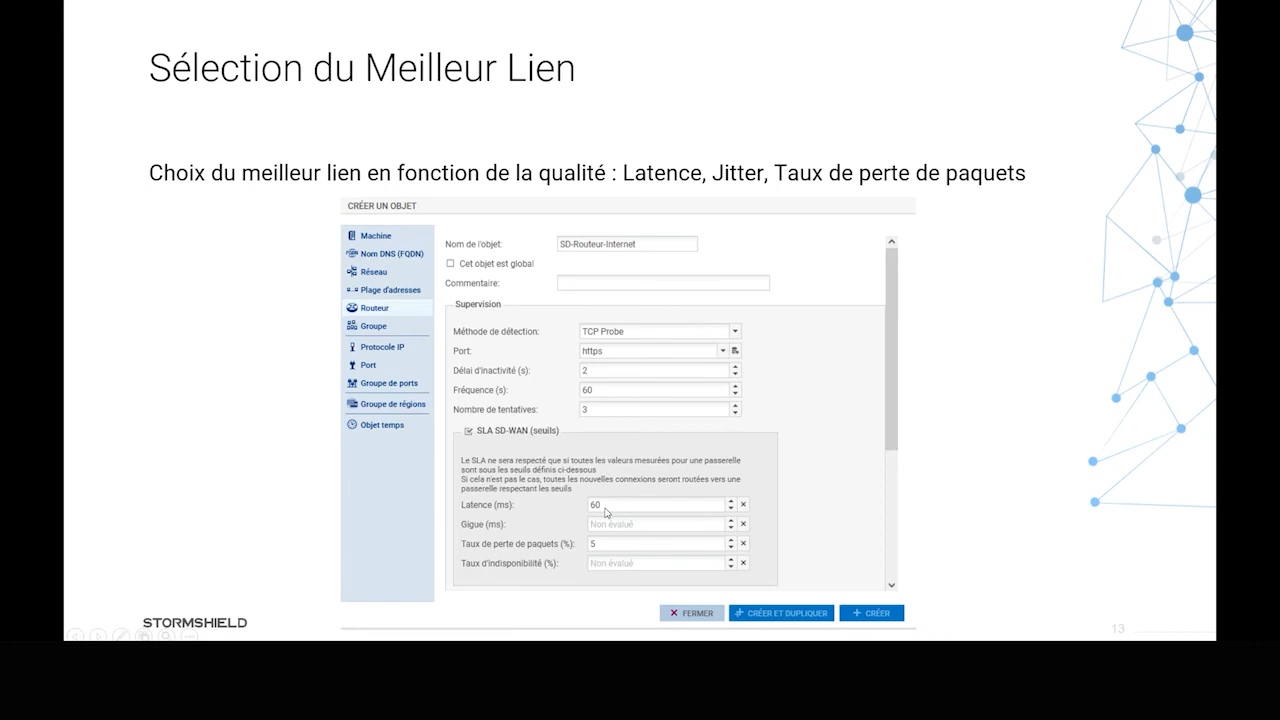 Sélection du Meilleur Lien
Choix du meilleur lien en fonction de la qualité : Latence, Jitter, Taux de perte de paquets
CRÉER UN OBJET
Machine
Nom DNS (FQDN)
Réseau
Plage d'adresses
Routeur
Groupe
Protocole IP
Port
Groupe de ports
Groupe de régions
Objet temps
Nom de l'objet: SD-Routeur-Internet
Cet objet est global
Commentaire:
Supervision
Méthode de détection: TCP Probe
Port: https
Délai d'inactivité (s): 2
Fréquence (s): 60
Nombre de tentatives: 3
SLA SD-WAN (seuils)
Le SLA ne sera respecté que si toutes les valeurs mesurées pour une passerelle
sont sous les seuils définis ci-dessous
Si cela n'est pas le cas, toutes les nouvelles connexions seront routées vers une
passerelle respectant les seuils
Latence (ms): 60
Gigue (ms): Non évalué
Taux de perte de paquets (%): 5
Taux d'indisponibilité (%): Non évalué
FERMER
CRÉER ET DUPLIQUER
CRÉER
STORMSHIELD
13